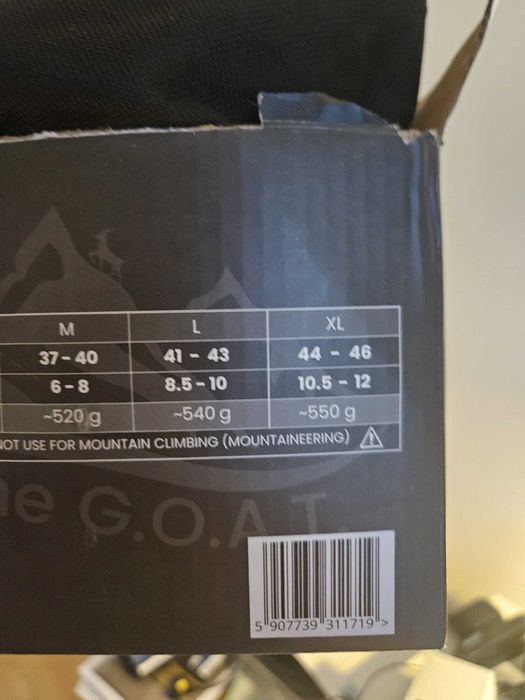 M L XL
37 - 40 41 - 43 44 - 46
6 - 8 8.5 - 10 10.5 - 12
~520 g ~540 g ~550 g
NOT USE FOR MOUNTAIN CLIMBING (MOUNTAINEERING)
he G.O.A.T.
5 907739 311719 >